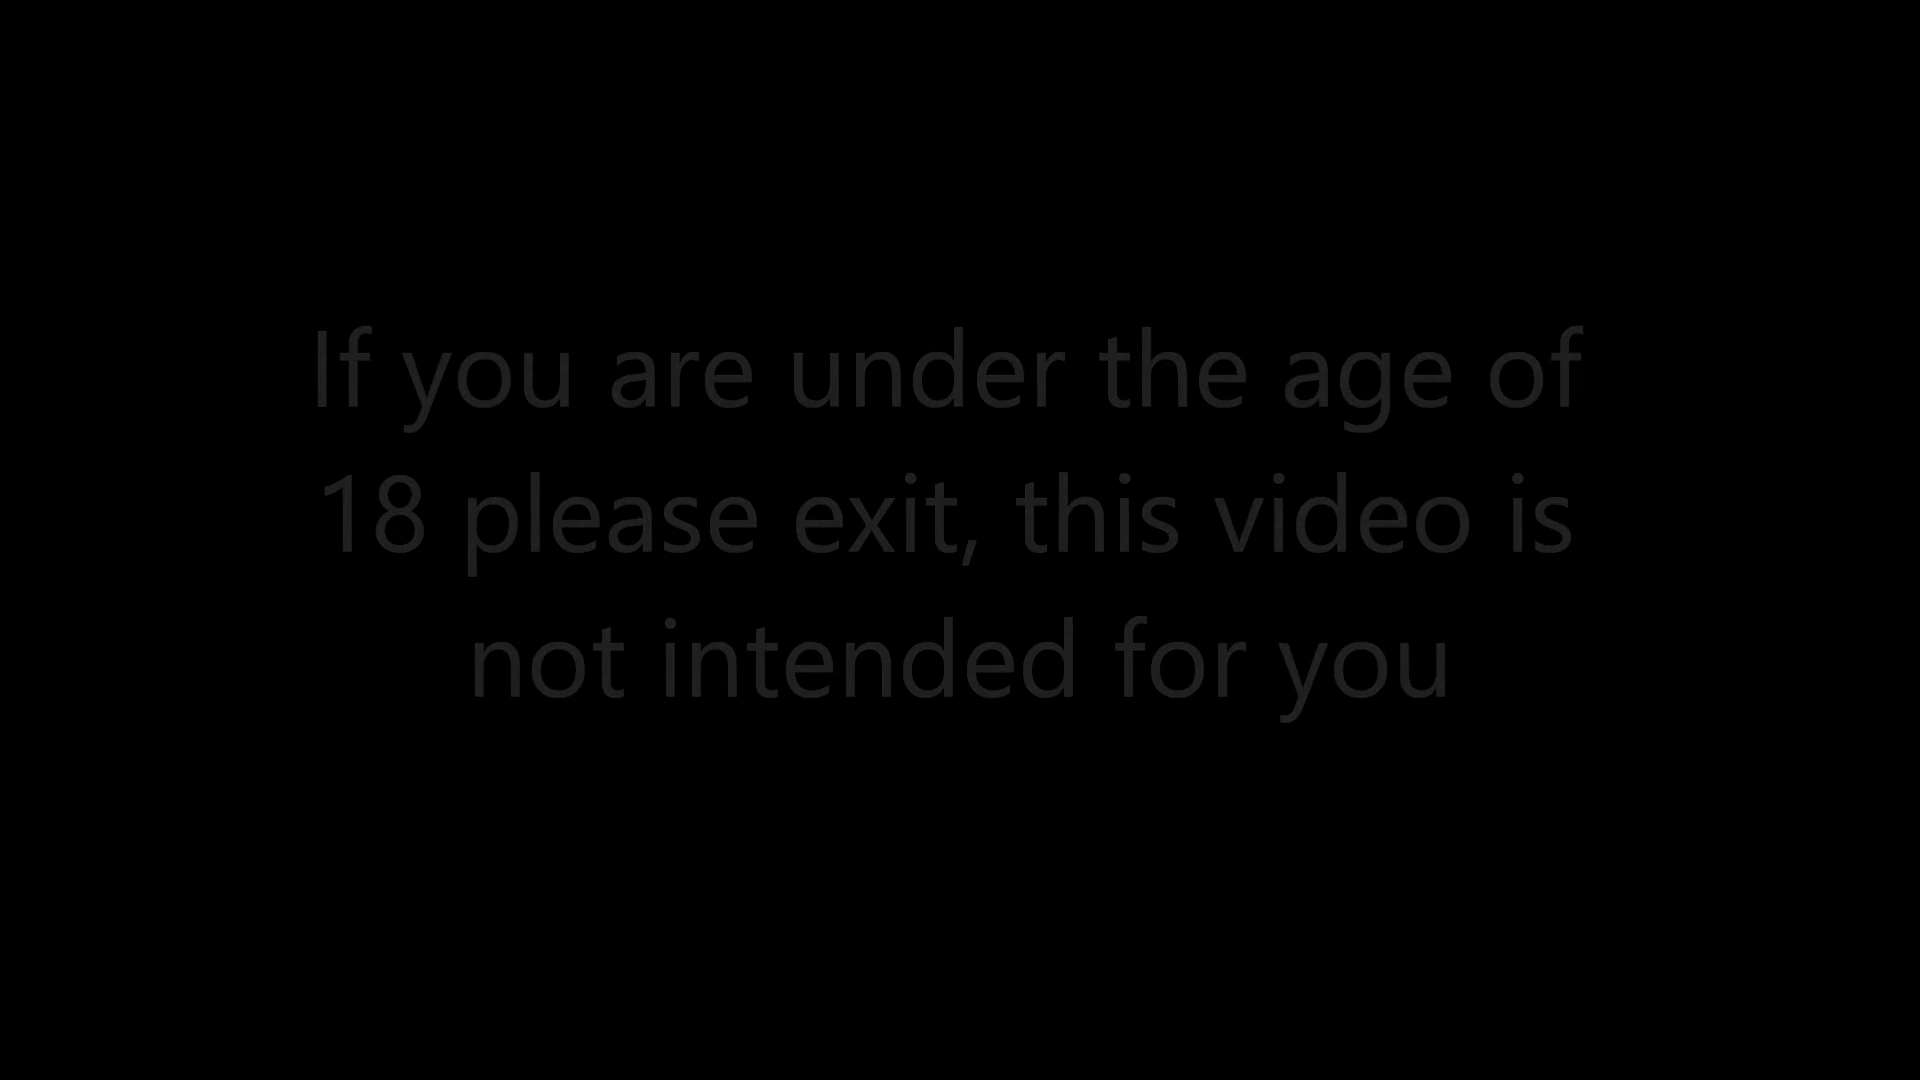 If you are under the age of
18 please exit, this video is
not intended for you